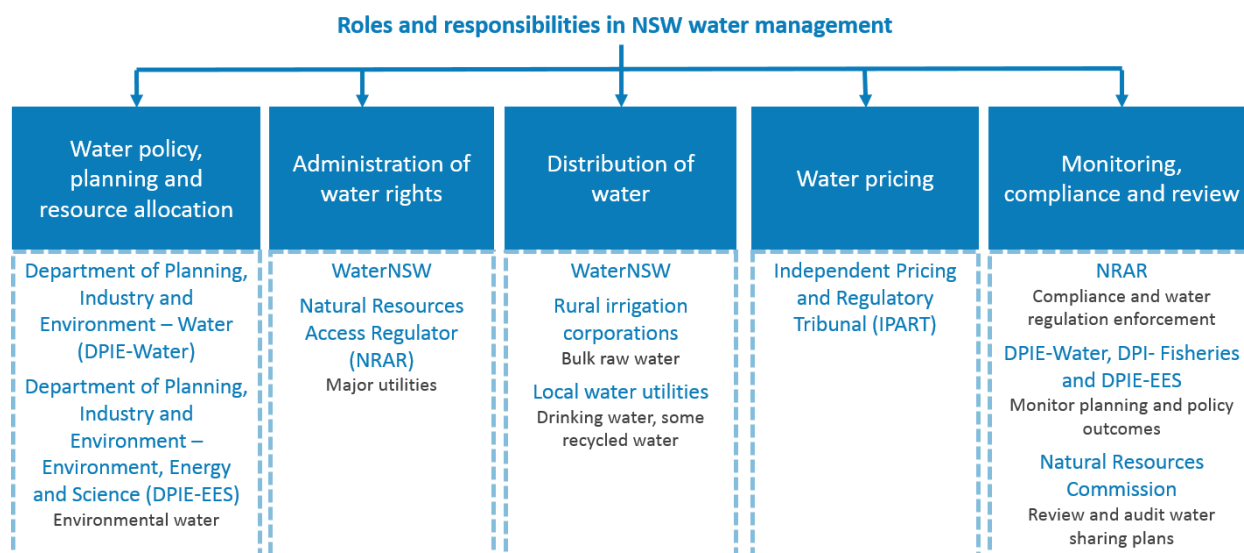 Roles and responsibilities in NSW water management
Water policy,
planning and
resource allocation
Department of Planning,
Industry and
Environment – Water
(DPIE-Water)
Department of Planning,
Industry and
Environment –
Environment, Energy
and Science (DPIE-EES)
Environmental water
Administration of
water rights
WaterNSW
Natural Resources
Access Regulator
(NRAR)
Major utilities
Distribution of
water
WaterNSW
Rural irrigation
corporations
Bulk raw water
Local water utilities
Drinking water, some
recycled water
Water pricing
Independent Pricing
and Regulatory
Tribunal (IPART)
Monitoring,
compliance and review
NRAR
Compliance and water
regulation enforcement
DPIE-Water, DPI- Fisheries
and DPIE-EES
Monitor planning and policy
outcomes
Natural Resources
Commission
Review and audit water
sharing plans